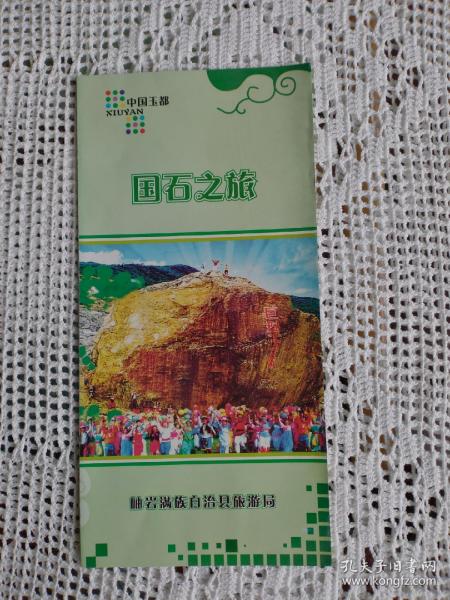 中国玉都
XIUYAN
国石之旅
岫岩满族自治县旅游局
孔夫子旧书网
www.kongfz.com